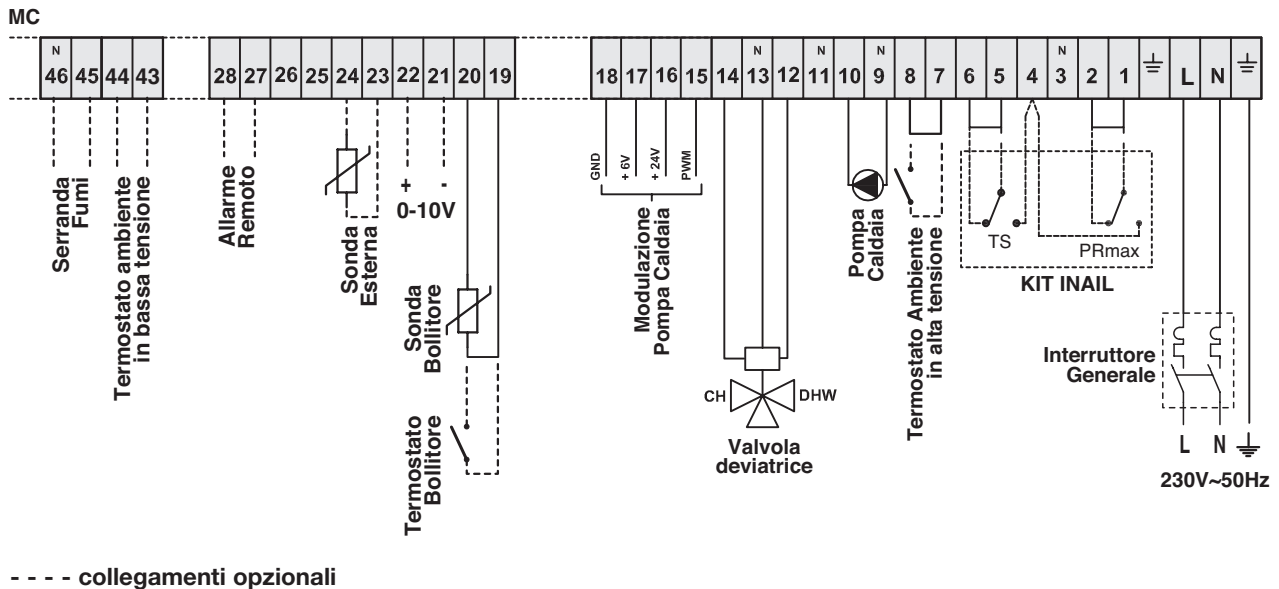 MC
N N N N N
46 45 44 43 28 27 26 25 24 23 22 21 20 19 18 17 16 15 14 13 12 11 10 9 8 7 6 5 4 3 2 1 L N
Serranda
Fumi
Termostato ambiente
in bassa tensione
Allarme
Remoto
Sonda
Esterna
+ -
0-10V
Sonda
Bollitore
Termostato
Bollitore
GND
+ 6V
+ 24V
PWM
Modulazione
Pompa Caldaia
CH
DHW
Valvola
deviatrice
Pompa
Caldaia
Termostato Ambiente
in alta tensione
TS
PRmax
KIT INAIL
Interruttore
Generale
L N
230V~50Hz
- - - - collegamenti opzionali